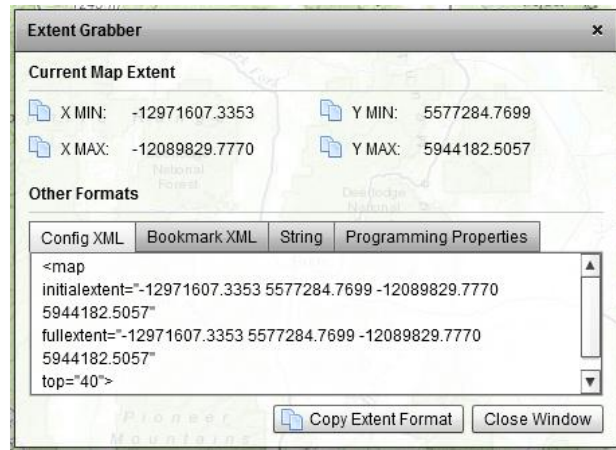 Extent Grabber
Current Map Extent
X MIN: -12971607.3353 Y MIN: 5577284.7699
X MAX: -12089829.7770 Y MAX: 5944182.5057
National
Forest
Other Formats
Deerlodge
National
Config XML Bookmark XML String Programming Properties
<map
initialextent="-12971607.3353 5577284.7699 -12089829.7770
5944182.5057"
fullextent="-12971607.3353 5577284.7699 -12089829.7770
5944182.5057"
top="40">
Pioneer
Mountains
Copy Extent Format Close Window